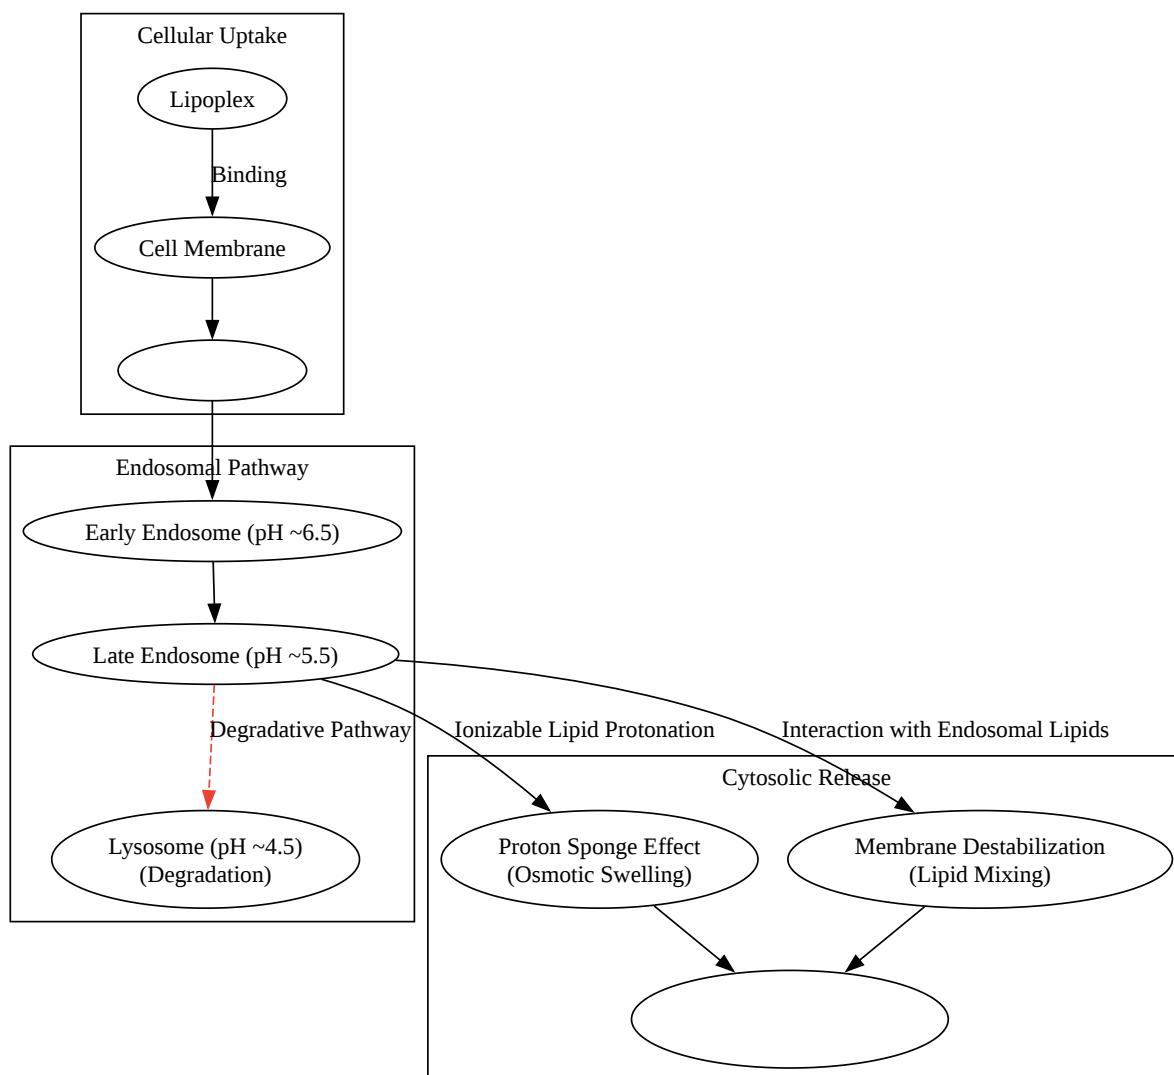 Cellular Uptake
Lipoplex
Binding
Cell Membrane
Endosomal Pathway
Early Endosome (pH ~6.5)
Late Endosome (pH ~5.5)
Degradative Pathway
Ionizable Lipid Protonation
Interaction with Endosomal Lipids
Cytosolic Release
Lysosome (pH ~4.5)
(Degradation)
Proton Sponge Effect
(Osmotic Swelling)
Membrane Destabilization
(Lipid Mixing)